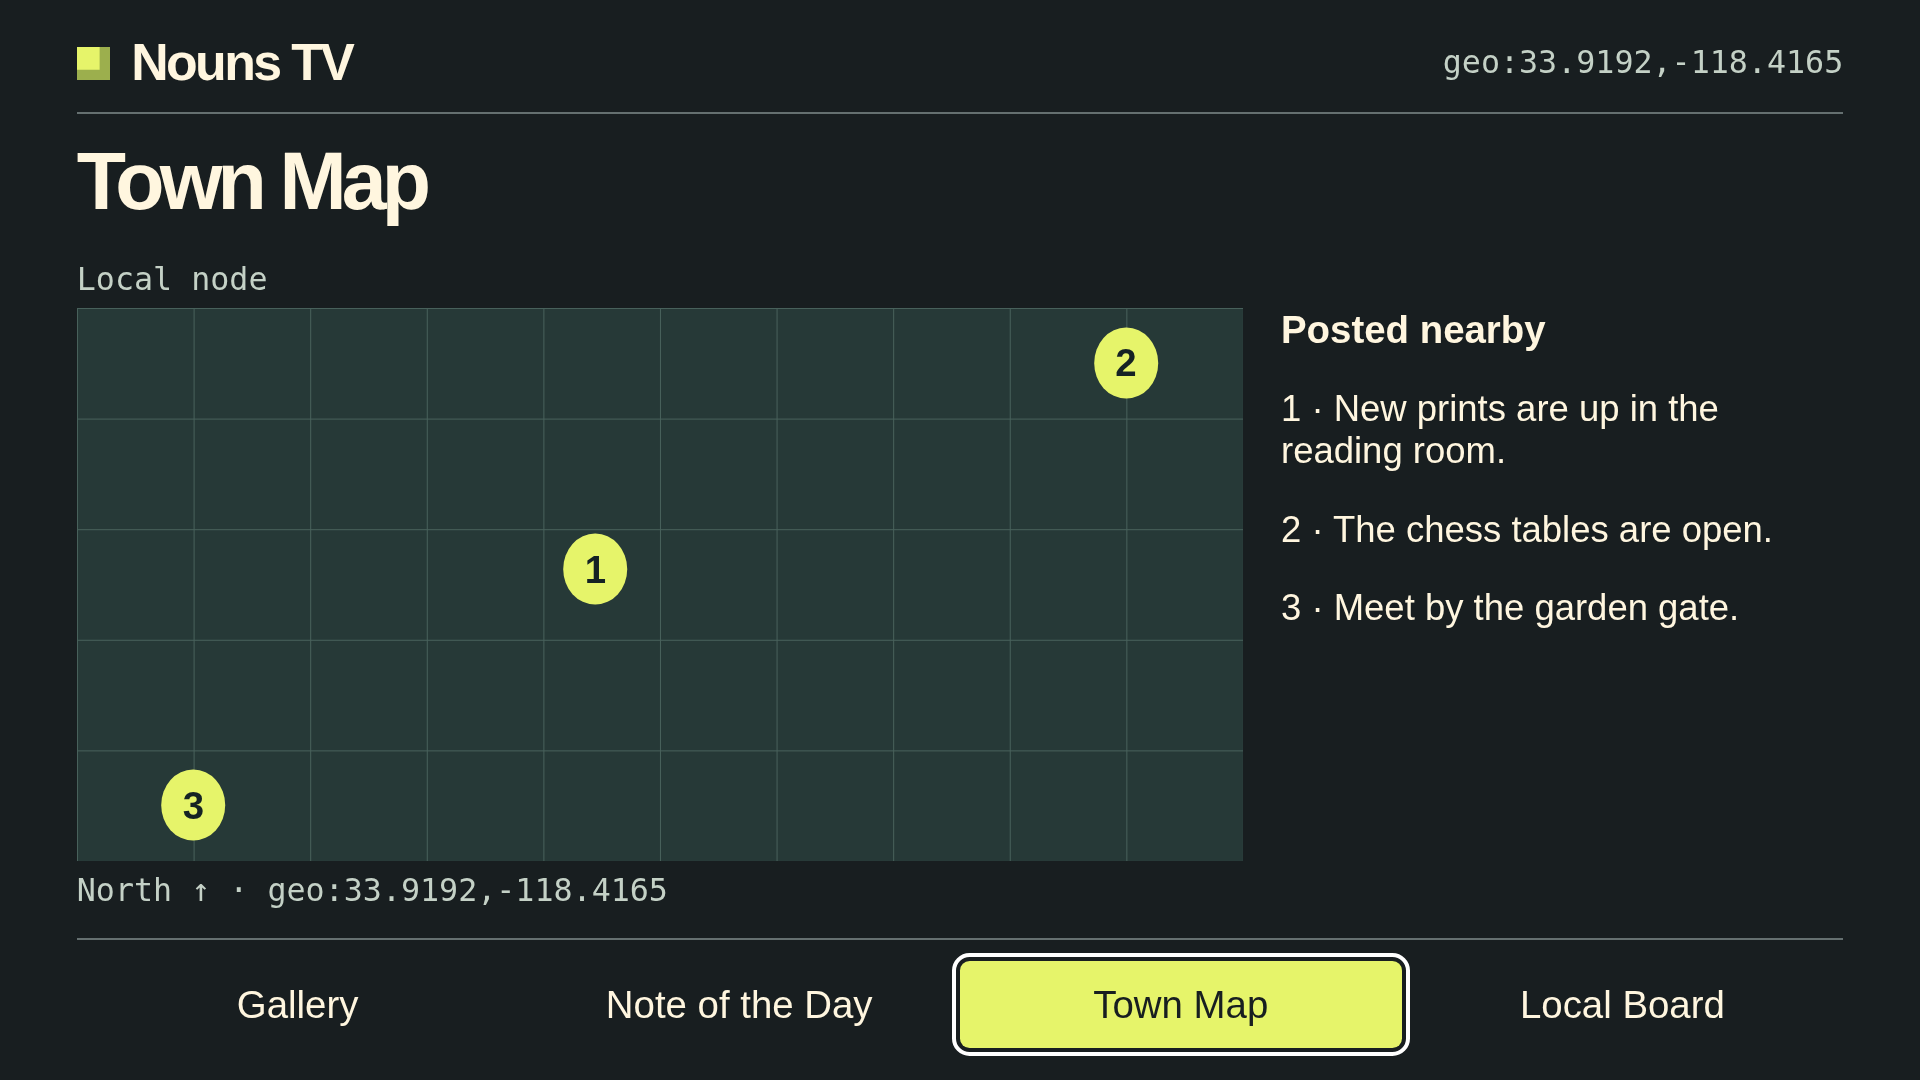 Nouns TV
geo:33.9192,-118.4165
Town Map
Local node
2
1
3
Posted nearby
1 · New prints are up in the
reading room.
2 · The chess tables are open.
3 · Meet by the garden gate.
North ↑ · geo:33.9192,-118.4165
Gallery
Note of the Day
Town Map
Local Board